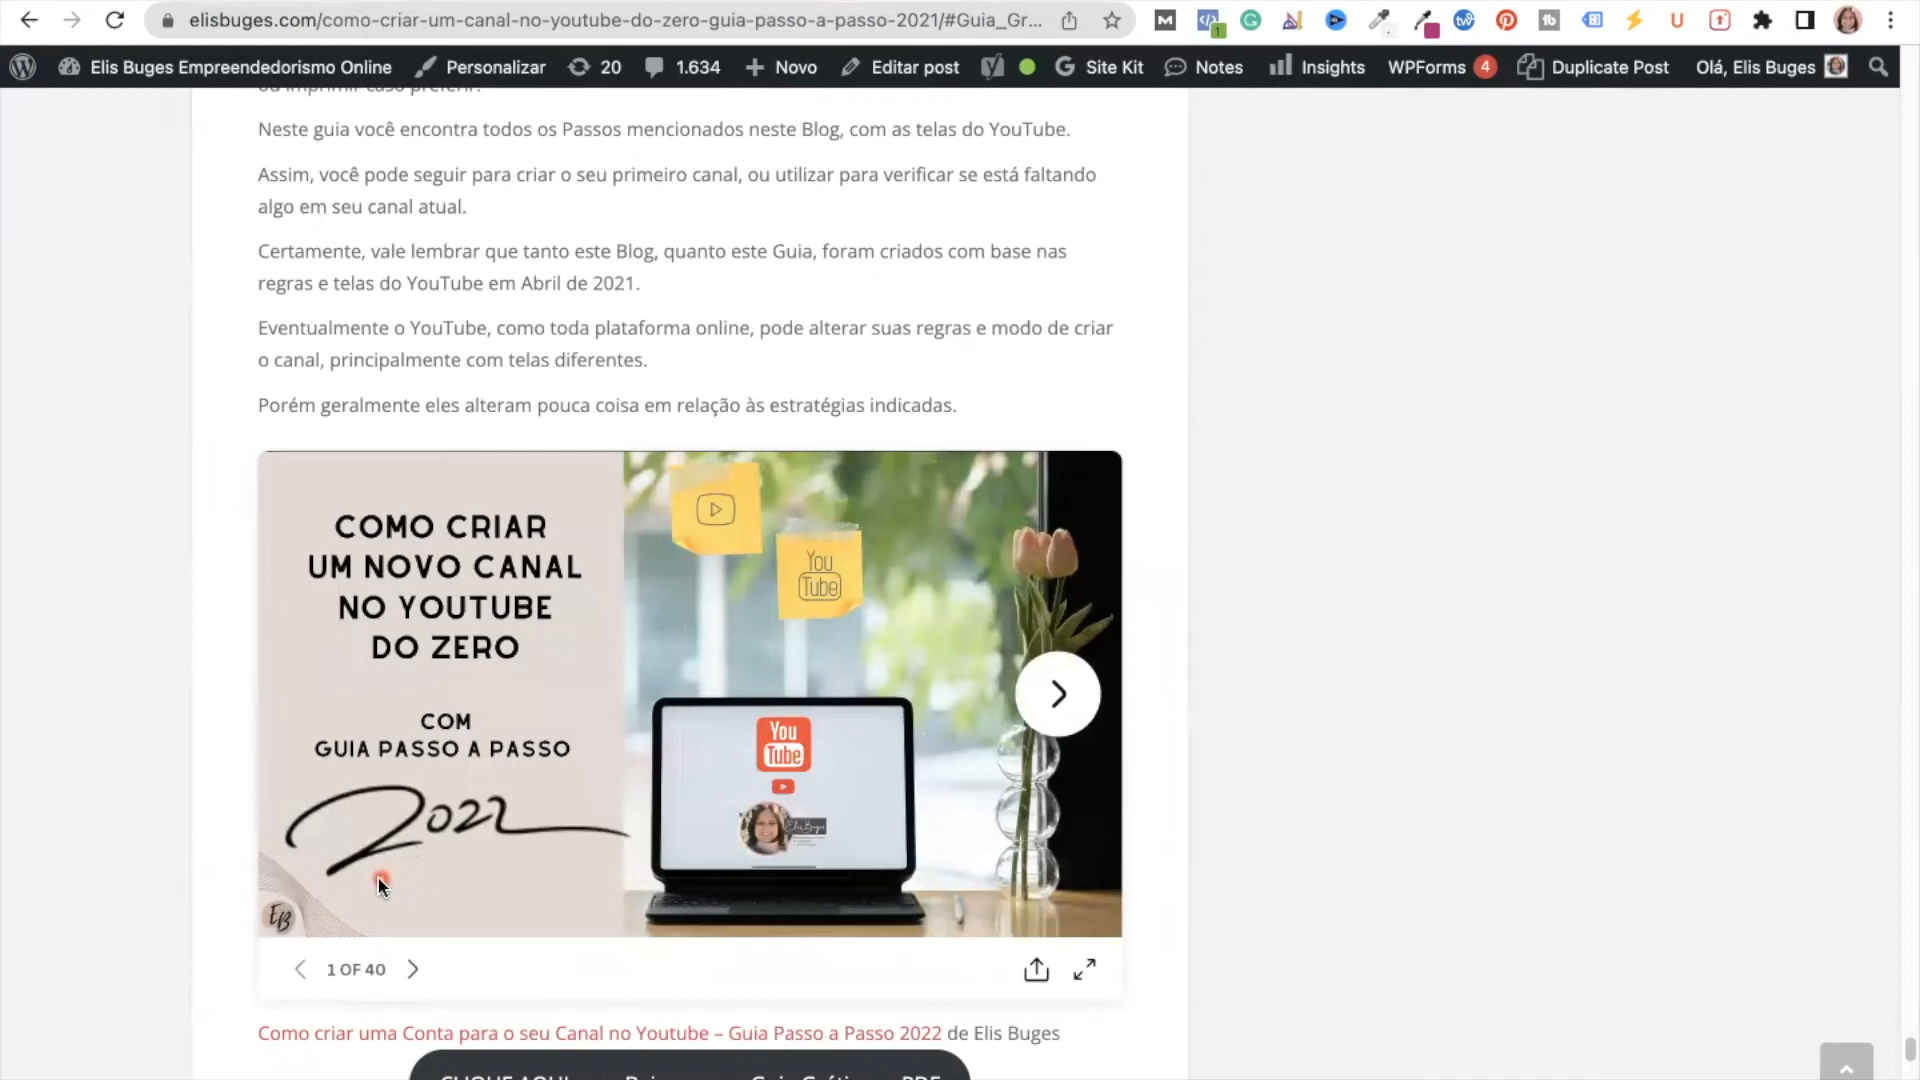 elisbuges.com/como-criar-um-canal-no-youtube-do-zero-guia-passo-a-passo-2021/#Guia_Gr...
Elis Buges Empreendedorismo Online Personalizar 20 1.634 Novo Editar post Site Kit Notes Insights WPForms 4 Duplicate Post Olá, Elis Buges
ou imprimir caso preferir.
Neste guia você encontra todos os Passos mencionados neste Blog, com as telas do YouTube.
Assim, você pode seguir para criar o seu primeiro canal, ou utilizar para verificar se está faltando
algo em seu canal atual.
Certamente, vale lembrar que tanto este Blog, quanto este Guia, foram criados com base nas
regras e telas do YouTube em Abril de 2021.
Eventualmente o YouTube, como toda plataforma online, pode alterar suas regras e modo de criar
o canal, principalmente com telas diferentes.
Porém geralmente eles alteram pouca coisa em relação às estratégias indicadas.
COMO CRIAR
UM NOVO CANAL
NO YOUTUBE
DO ZERO
COM
GUIA PASSO A PASSO
2022
EB
You
Tube
You
Tube
Elis Buges
1 OF 40
Como criar uma Conta para o seu Canal no Youtube – Guia Passo a Passo 2022 de Elis Buges